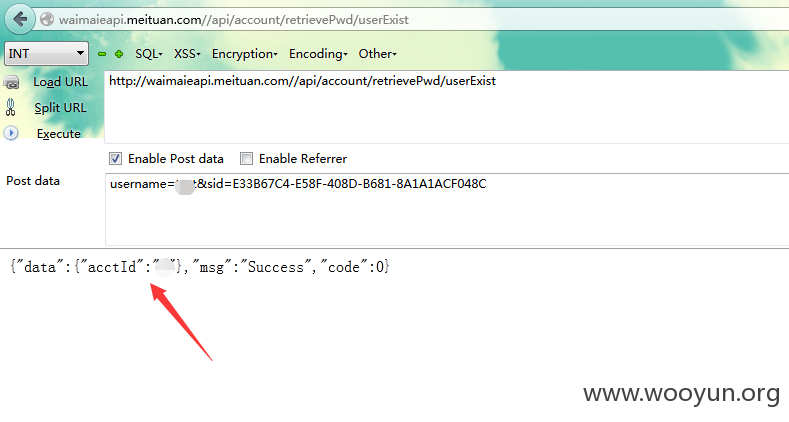 waimaieapi.meituan.com//api/account/retrievePwd/userExist
INT SQL XSS Encryption Encoding Other
Load URL http://waimaieapi.meituan.com//api/account/retrievePwd/userExist
Split URL
Execute
Enable Post data Enable Referrer
Post data username= t&sid=E33B67C4-E58F-408D-B681-8A1A1ACF048C
{"data":{"acctId":" "},"msg":"Success","code":0}
www.wooyun.org